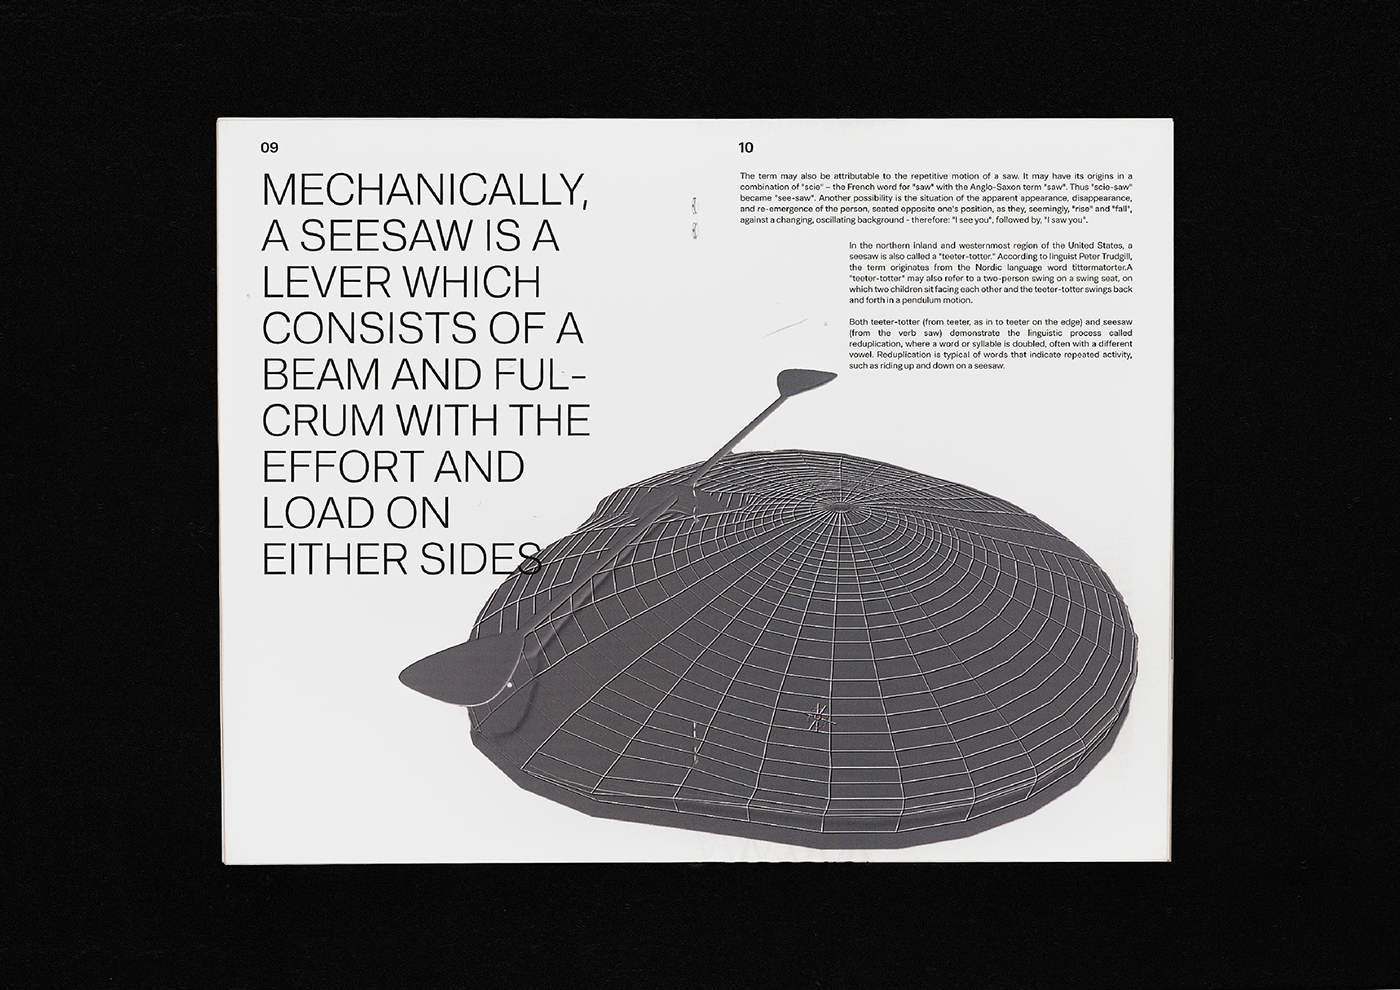 09
MECHANICALLY,
A SEESAW IS A
LEVER WHICH
CONSISTS OF A
BEAM AND FUL-
CRUM WITH THE
EFFORT AND
LOAD ON
EITHER SIDES
10
The term may also be attributable to the repetitive motion of a saw. It may have its origins in a
combination of "scie" – the French word for "saw" with the Anglo-Saxon term "saw". Thus "scie-saw"
became "see-saw". Another possibility is the situation of the apparent appearance, disappearance,
and re-emergence of the person, seated opposite one's position, as they, seemingly, "rise" and "fall",
against a changing, oscillating background - therefore: "I see you", followed by, "I saw you".
In the northern inland and westernmost region of the United States, a
seesaw is also called a "teeter-totter." According to linguist Peter Trudgill,
the term originates from the Nordic language word tittermatorter.A
"teeter-totter" may also refer to a two-person swing on a swing seat, on
which two children sit facing each other and the teeter-totter swings back
and forth in a pendulum motion.
Both teeter-totter (from teeter, as in to teeter on the edge) and seesaw
(from the verb saw) demonstrate the linguistic process called
reduplication, where a word or syllable is doubled, often with a different
vowel. Reduplication is typical of words that indicate repeated activity,
such as riding up and down on a seesaw.